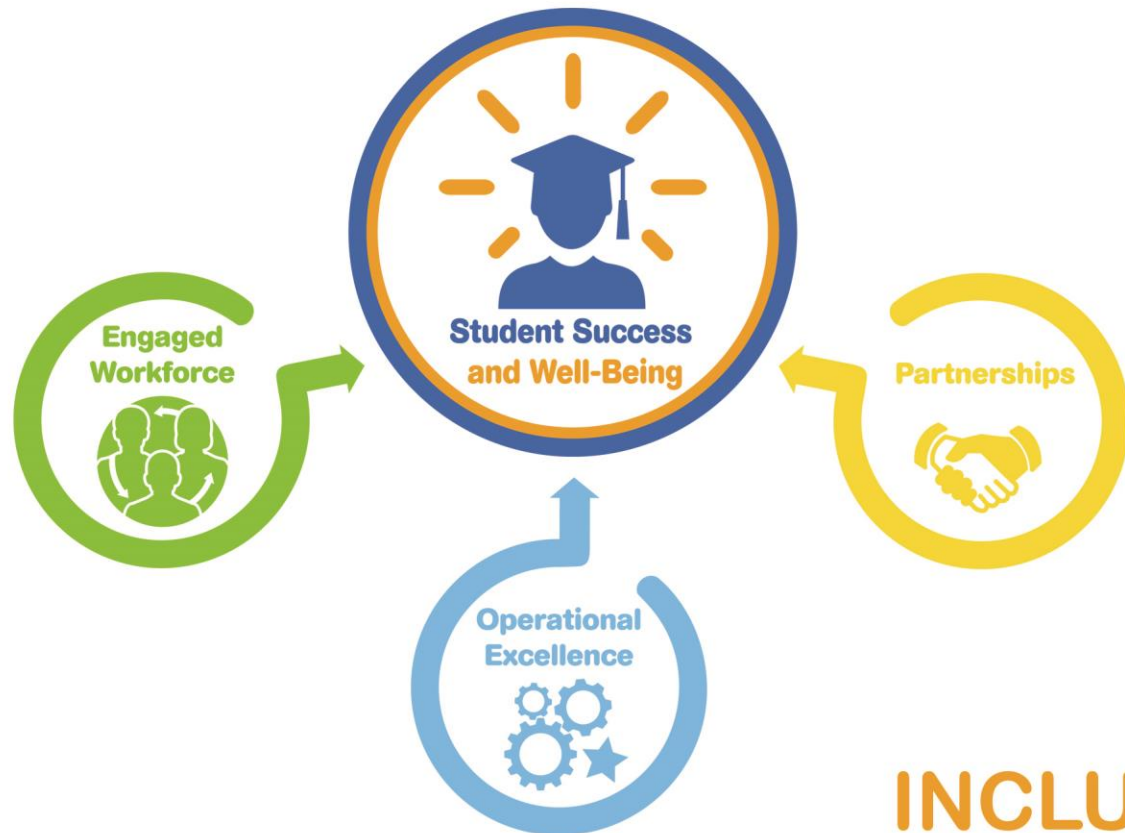 Student Success
and Well-Being
Engaged
Workforce
Partnerships
Operational
Excellence
INCLU